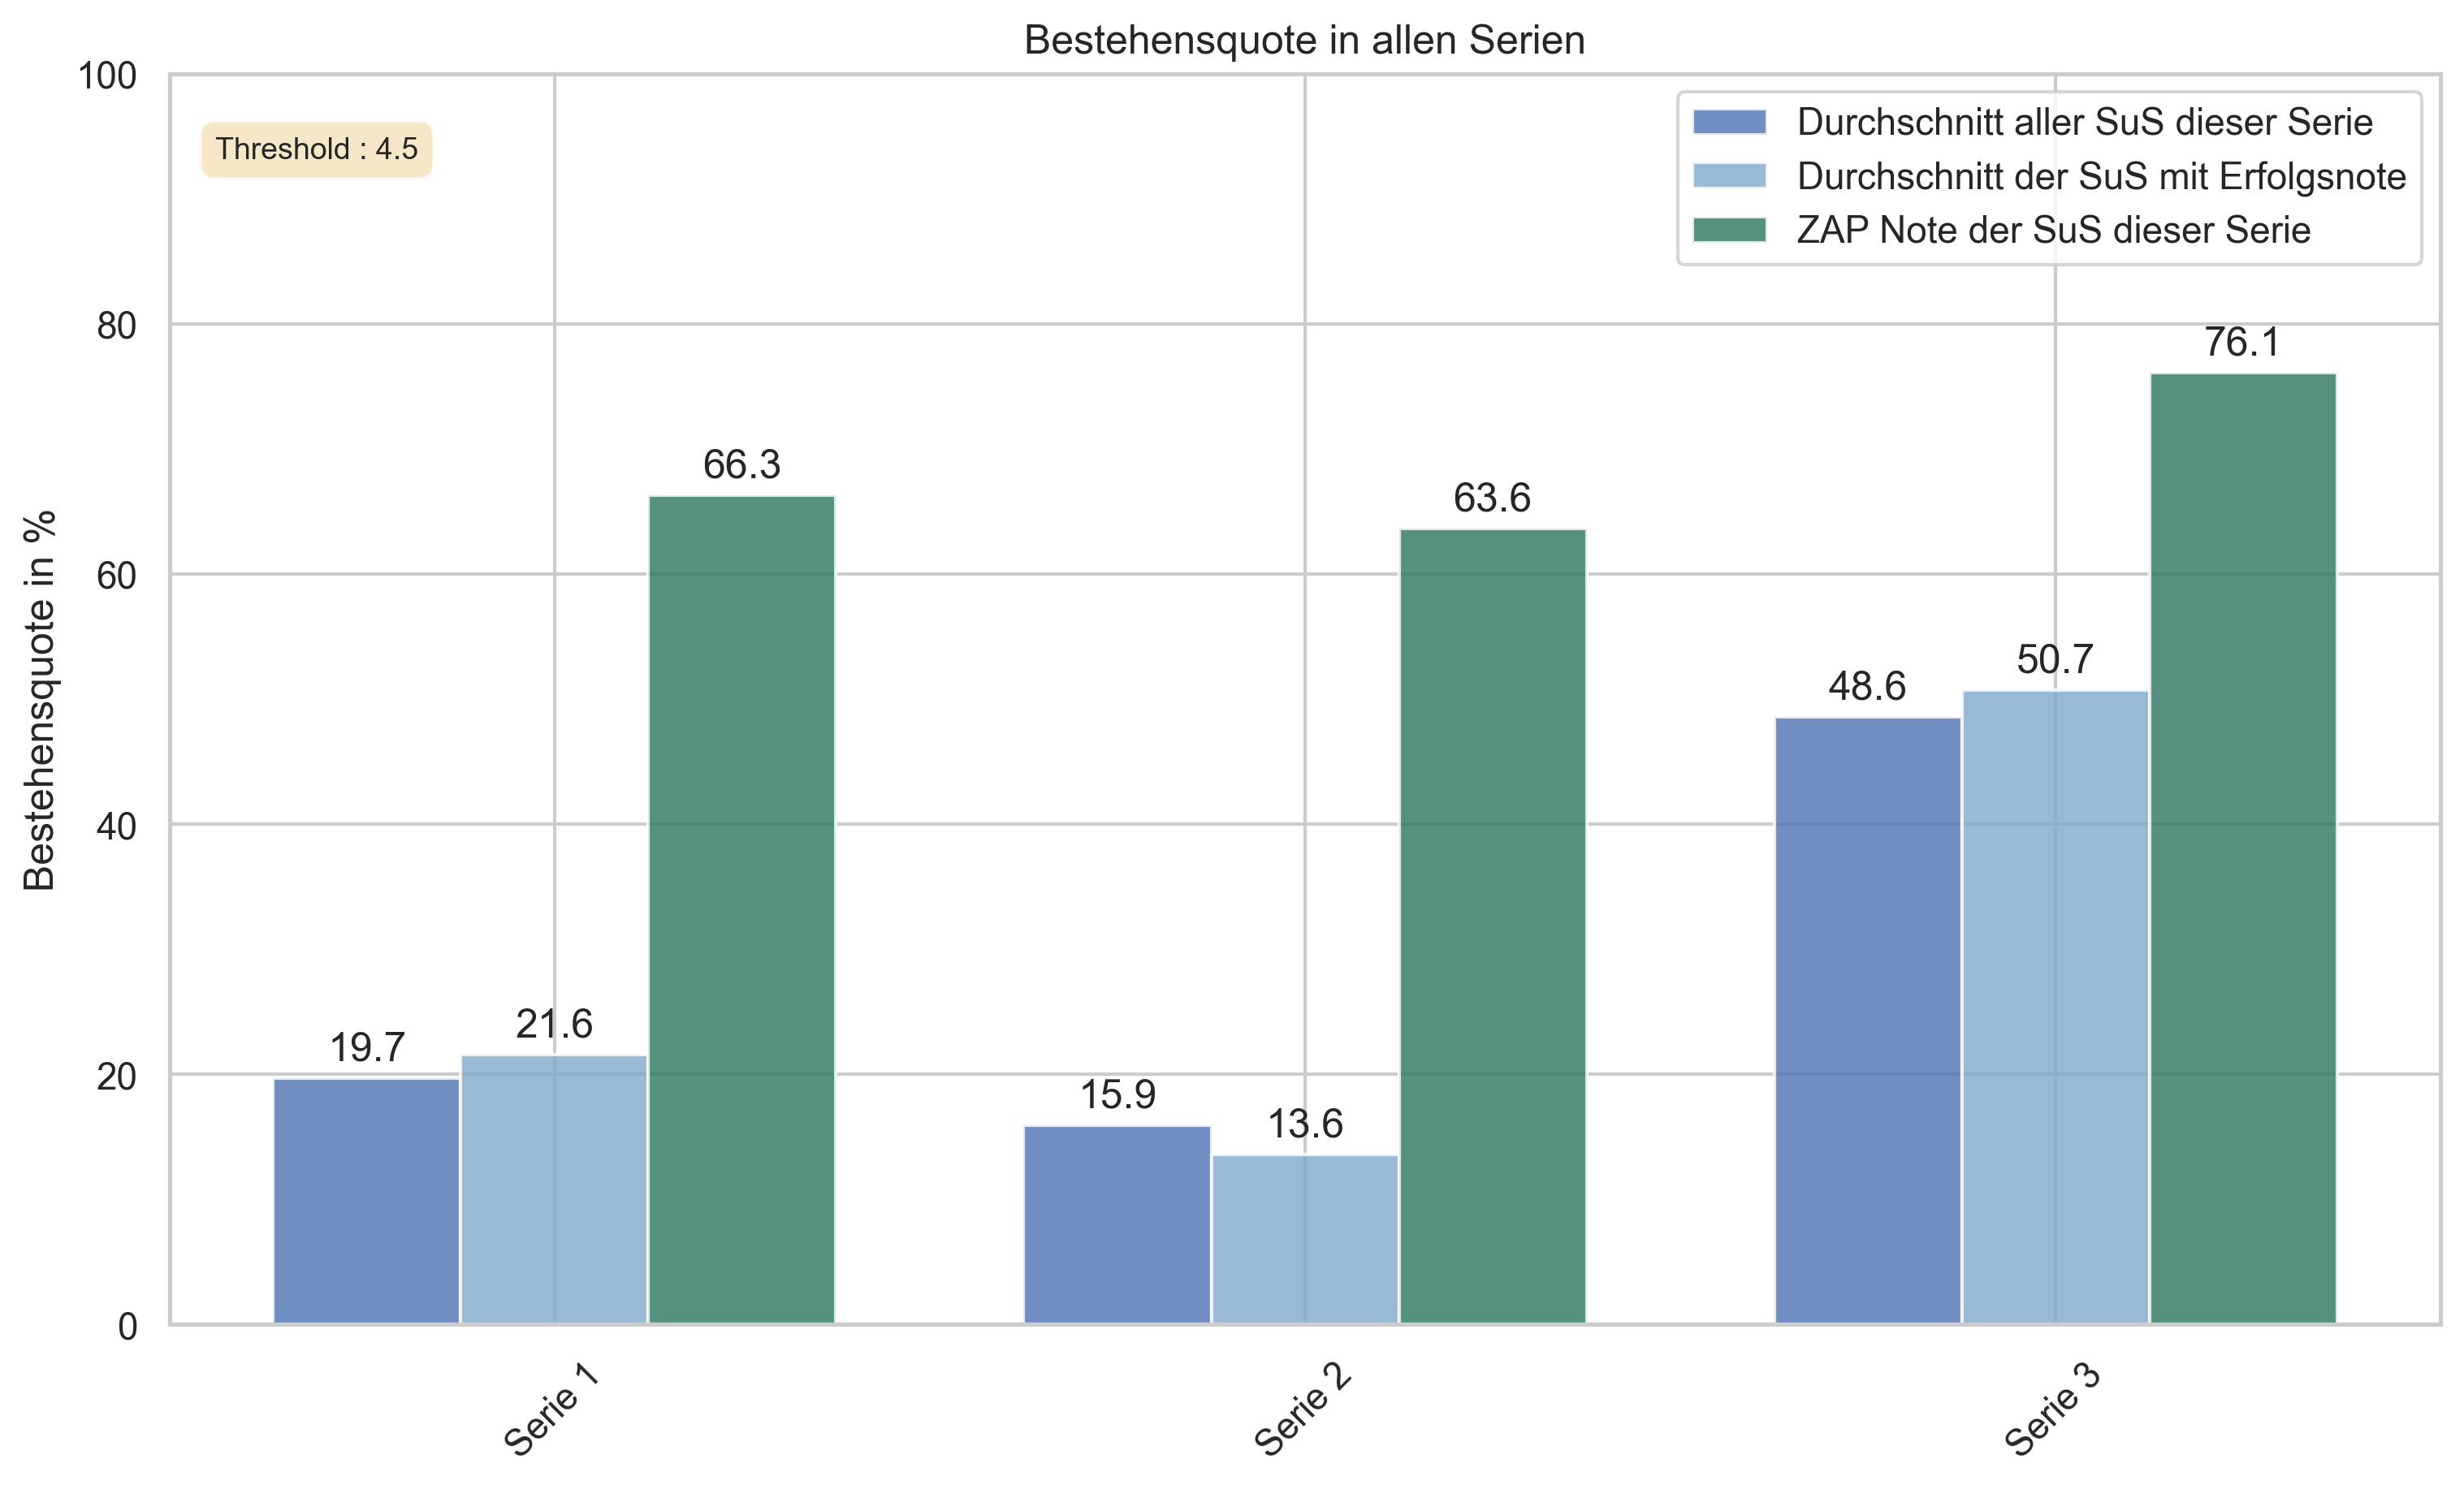 Bestehensquote in allen Serien
100
80
60
40
20
0
Bestehensquote in %
Threshold : 4.5
Durchschnitt aller SuS dieser Serie
Durchschnitt der SuS mit Erfolgsnote
ZAP Note der SuS dieser Serie
19.7
21.6
66.3
15.9
13.6
63.6
48.6
50.7
76.1
Serie 1
Serie 2
Serie 3